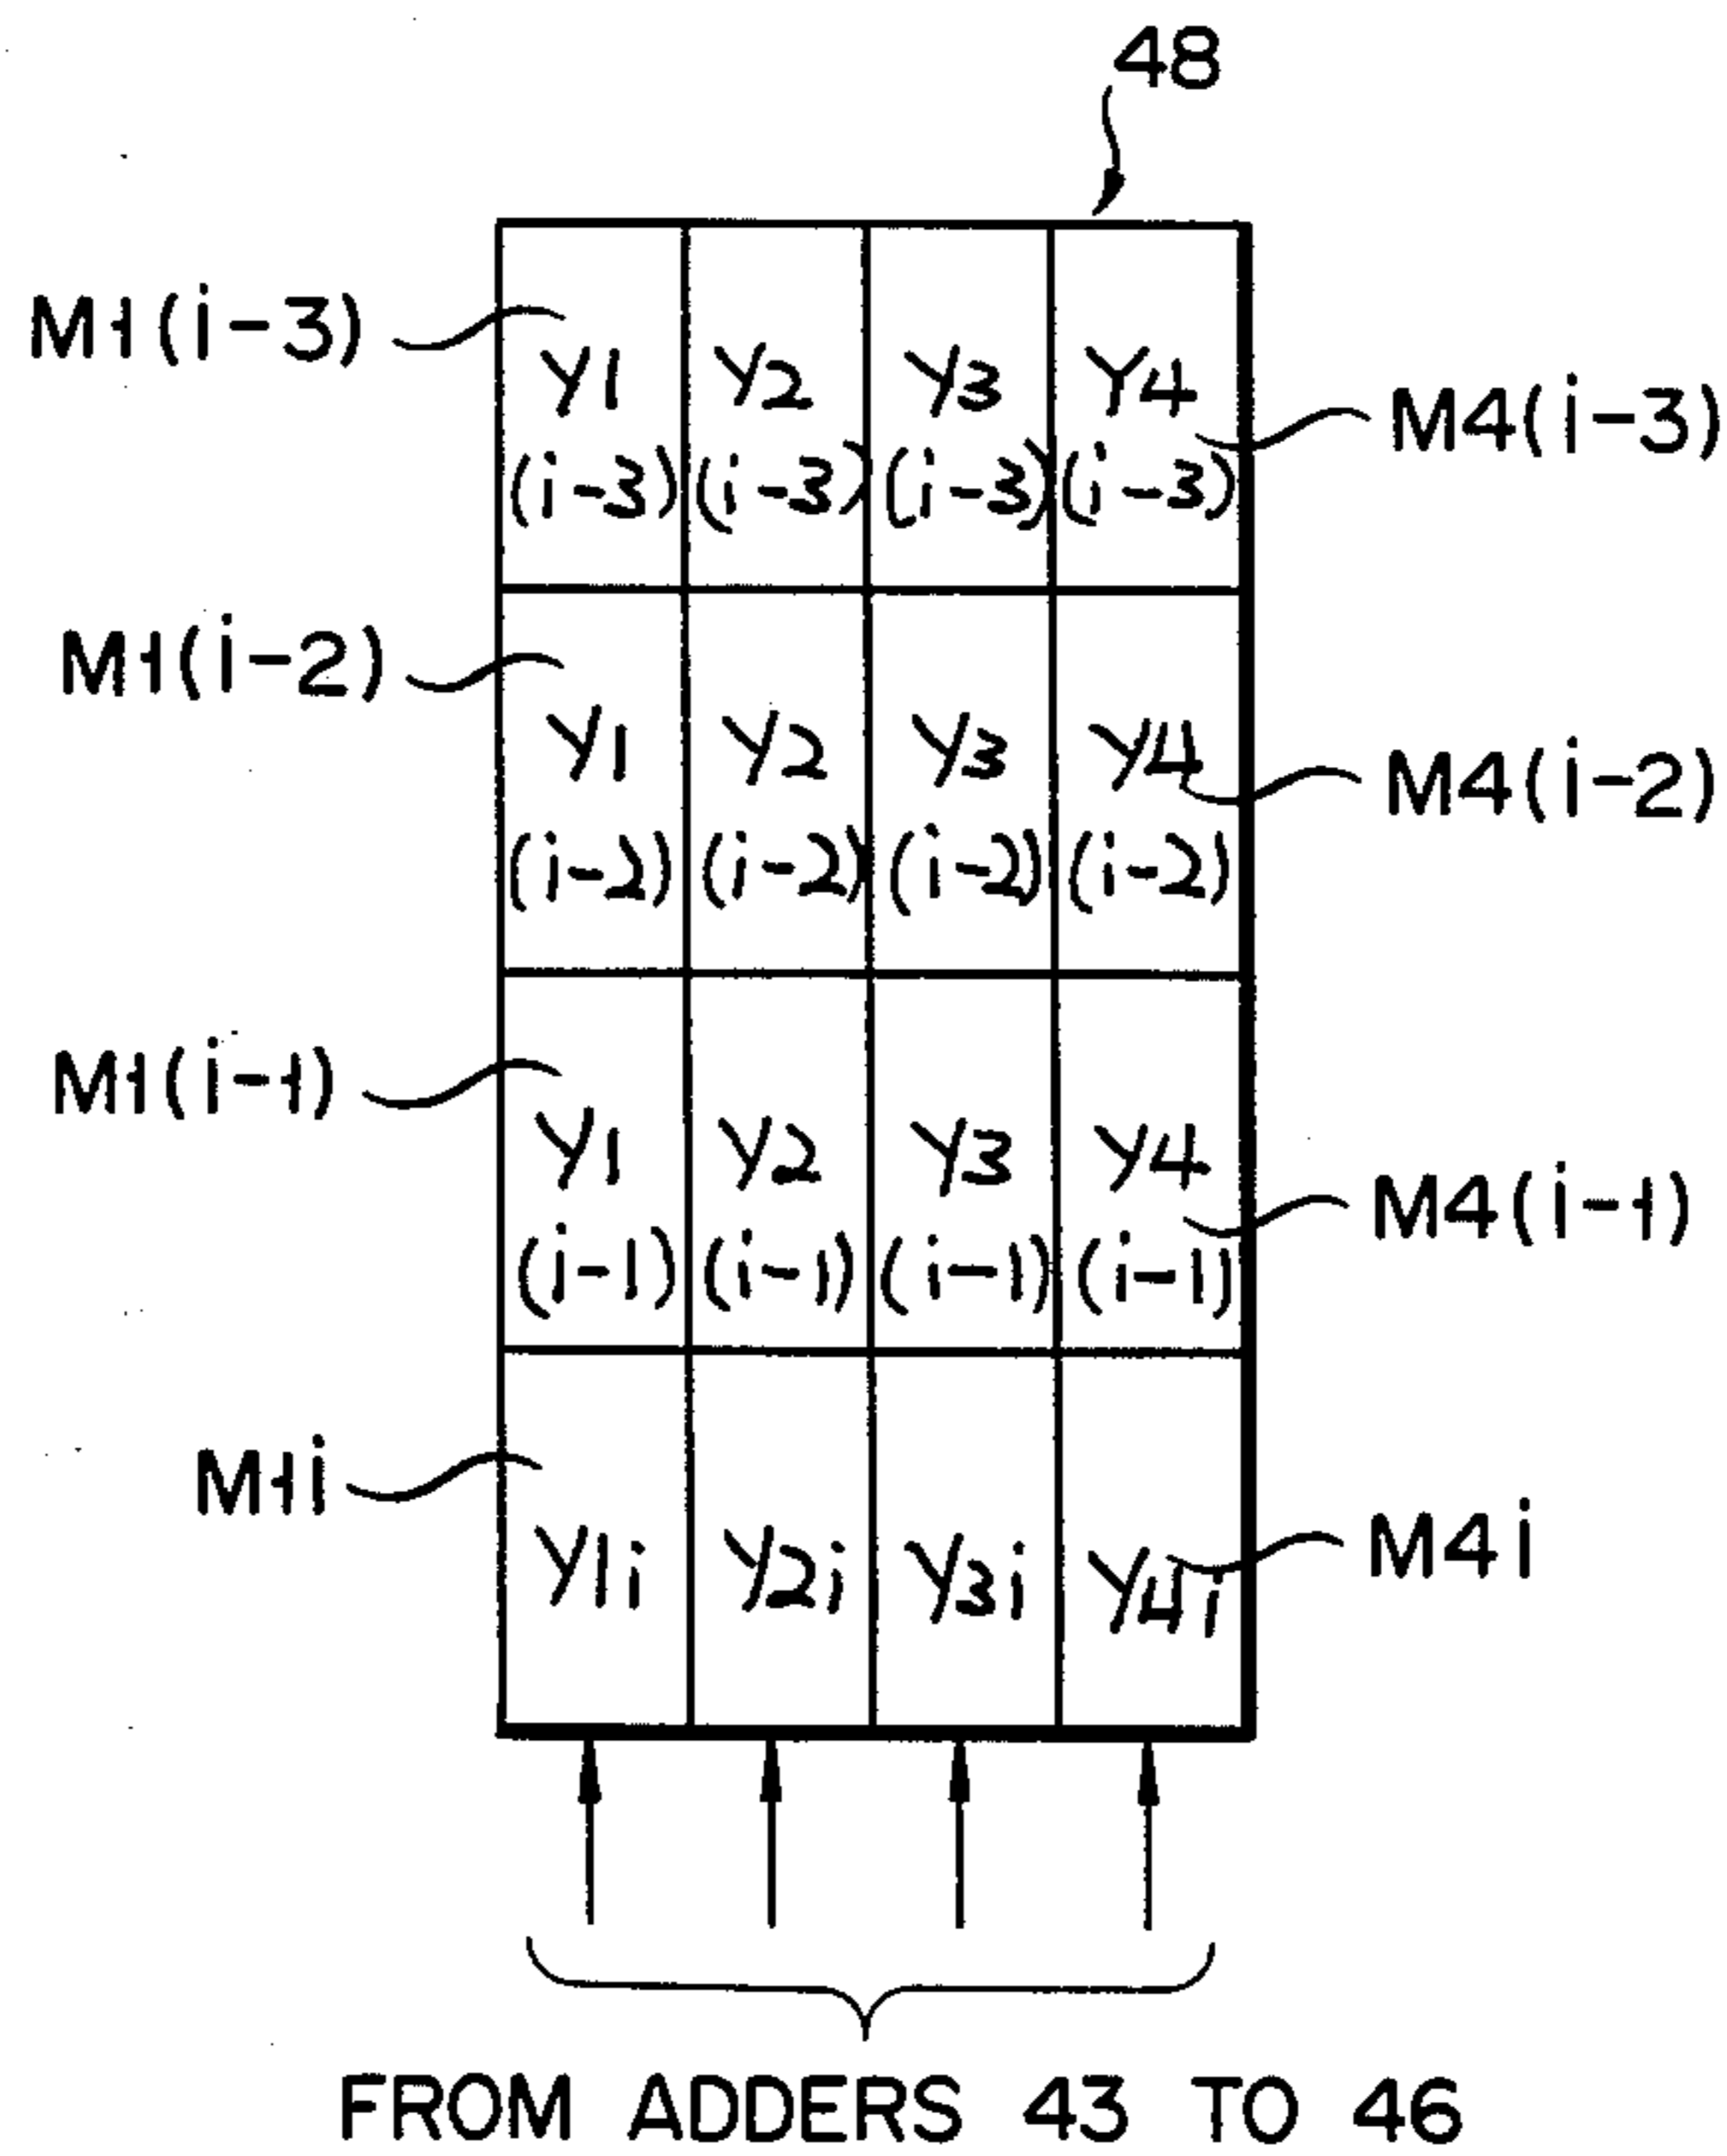 48
M1(i-3)
Y1 Y2 Y3 Y4
M4(i-3)
(i-3) (i-3) (i-3) (i-3)
M1(i-2)
Y1 Y2 Y3 Y4
M4(i-2)
(i-2) (i-2) (i-2) (i-2)
M1(i-1)
Y1 Y2 Y3 Y4
M4(i-1)
(i-1) (i-1) (i-1) (i-1)
M1i
Y1i Y2i Y3i Y4i
M4i
FROM ADDERS 43 TO 46